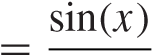 = sin(x)